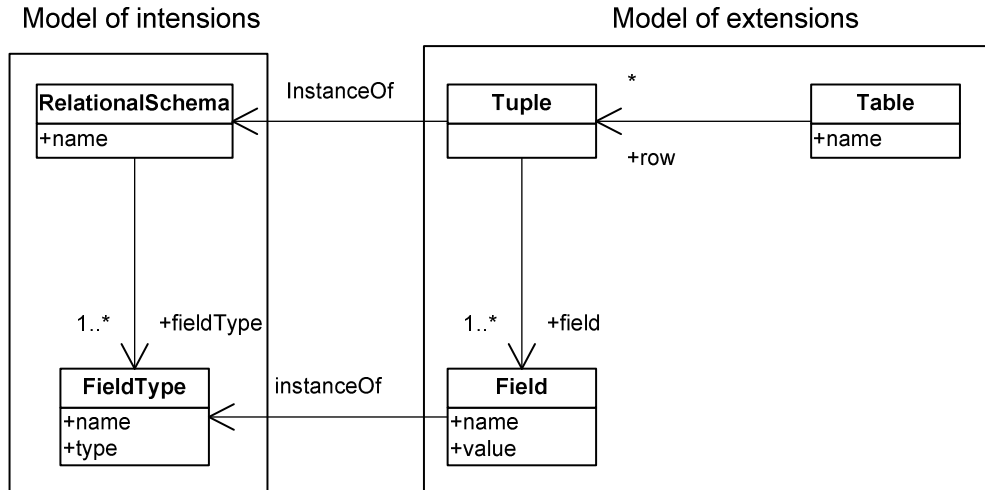 Model of intensions
Model of extensions
RelationalSchema
+name
InstanceOf
Tuple
*
+row
Table
+name
1..*
+fieldType
1..*
+field
FieldType
+name
+type
instanceOf
Field
+name
+value